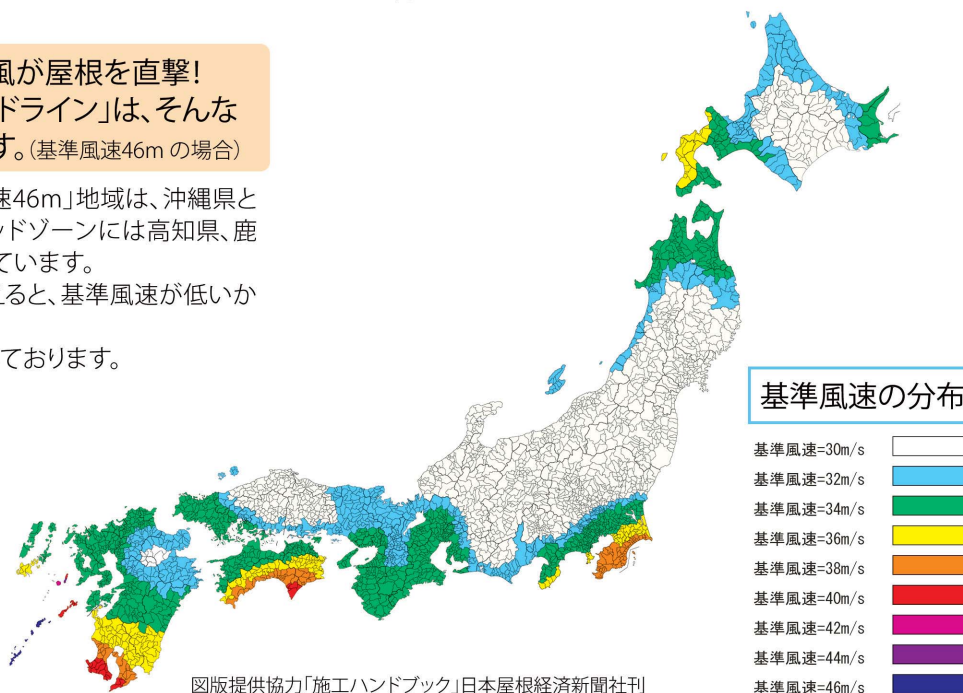 風が屋根を直撃!
ドライン」は、そんな
す。(基準風速46m の場合)
速46m」地域は、沖縄県と
ッドゾーンには高知県、鹿
ています。
えると、基準風速が低いか
ております。
基準風速の分布
基準風速=30m/s
基準風速=32m/s
基準風速=34m/s
基準風速=36m/s
基準風速=38m/s
基準風速=40m/s
基準風速=42m/s
基準風速=44m/s
基準風速=46m/s
図版提供協力「施工ハンドブック」日本屋根経済新聞社刊